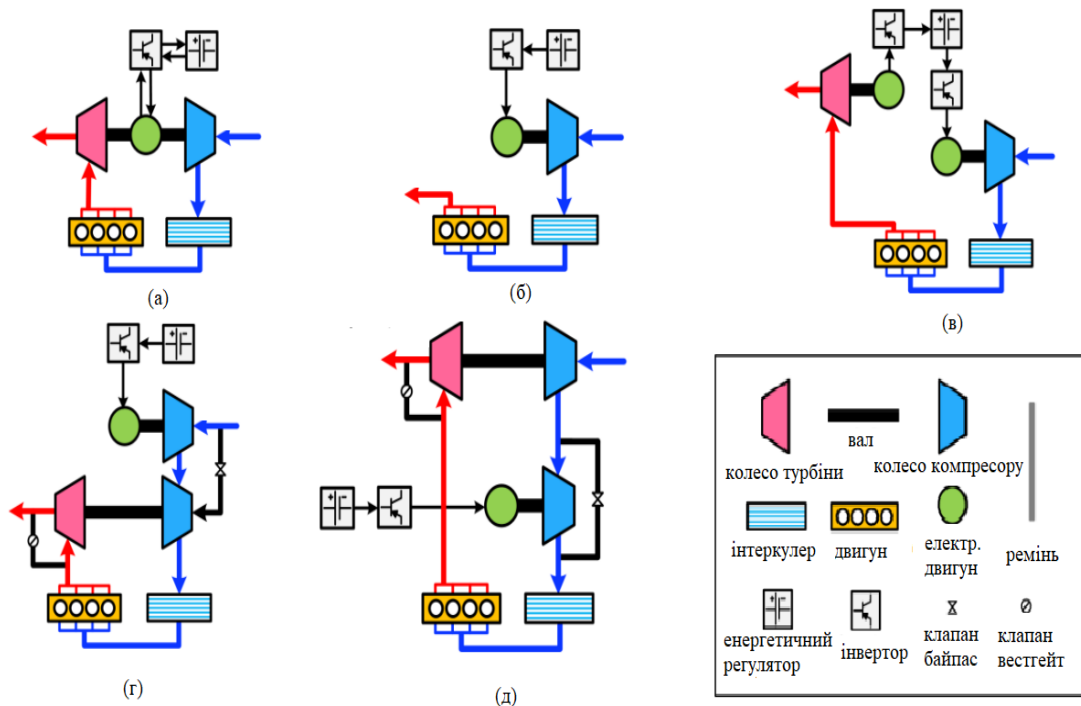 (а)
(б)
(в)
(г)
(д)
колесо турбіни
вал
колесо компресору
інтеркулер
двигун
електр.
двигун
ремінь
енергетичний
регулятор
інвертор
клапан
байпас
клапан
вестгейт